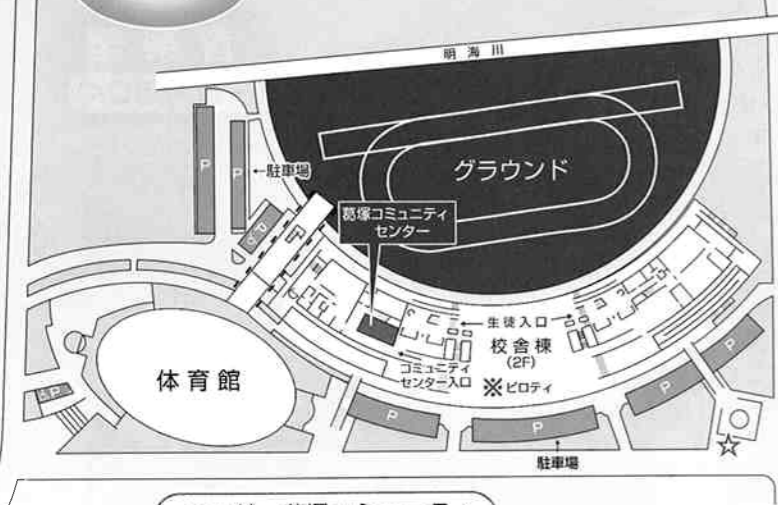 明海川
グラウンド
P
P
←駐車場
P
葛塚コミュニティ
センター
←生徒入口→
校舎棟
(2F)
コミュニティ
センター入口
※ピロティ
体育館
P
P
P
P
P
駐車場